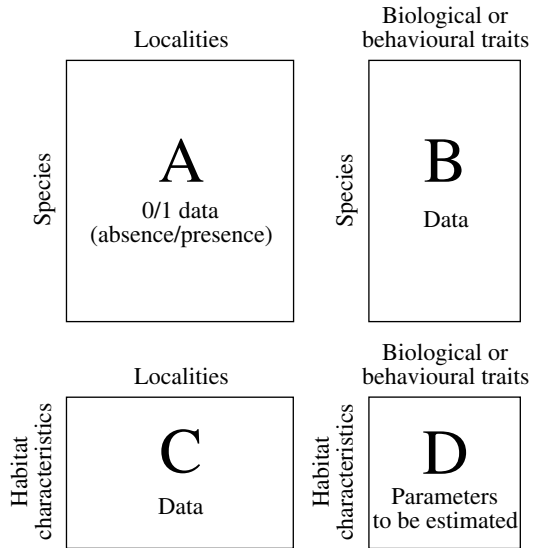 Localities
Biological or
behavioural traits
Species
A
0/1 data
(absence/presence)
Species
B
Data
Localities
Biological or
behavioural traits
Habitat
characteristics
C
Data
Habitat
characteristics
D
Parameters
to be estimated